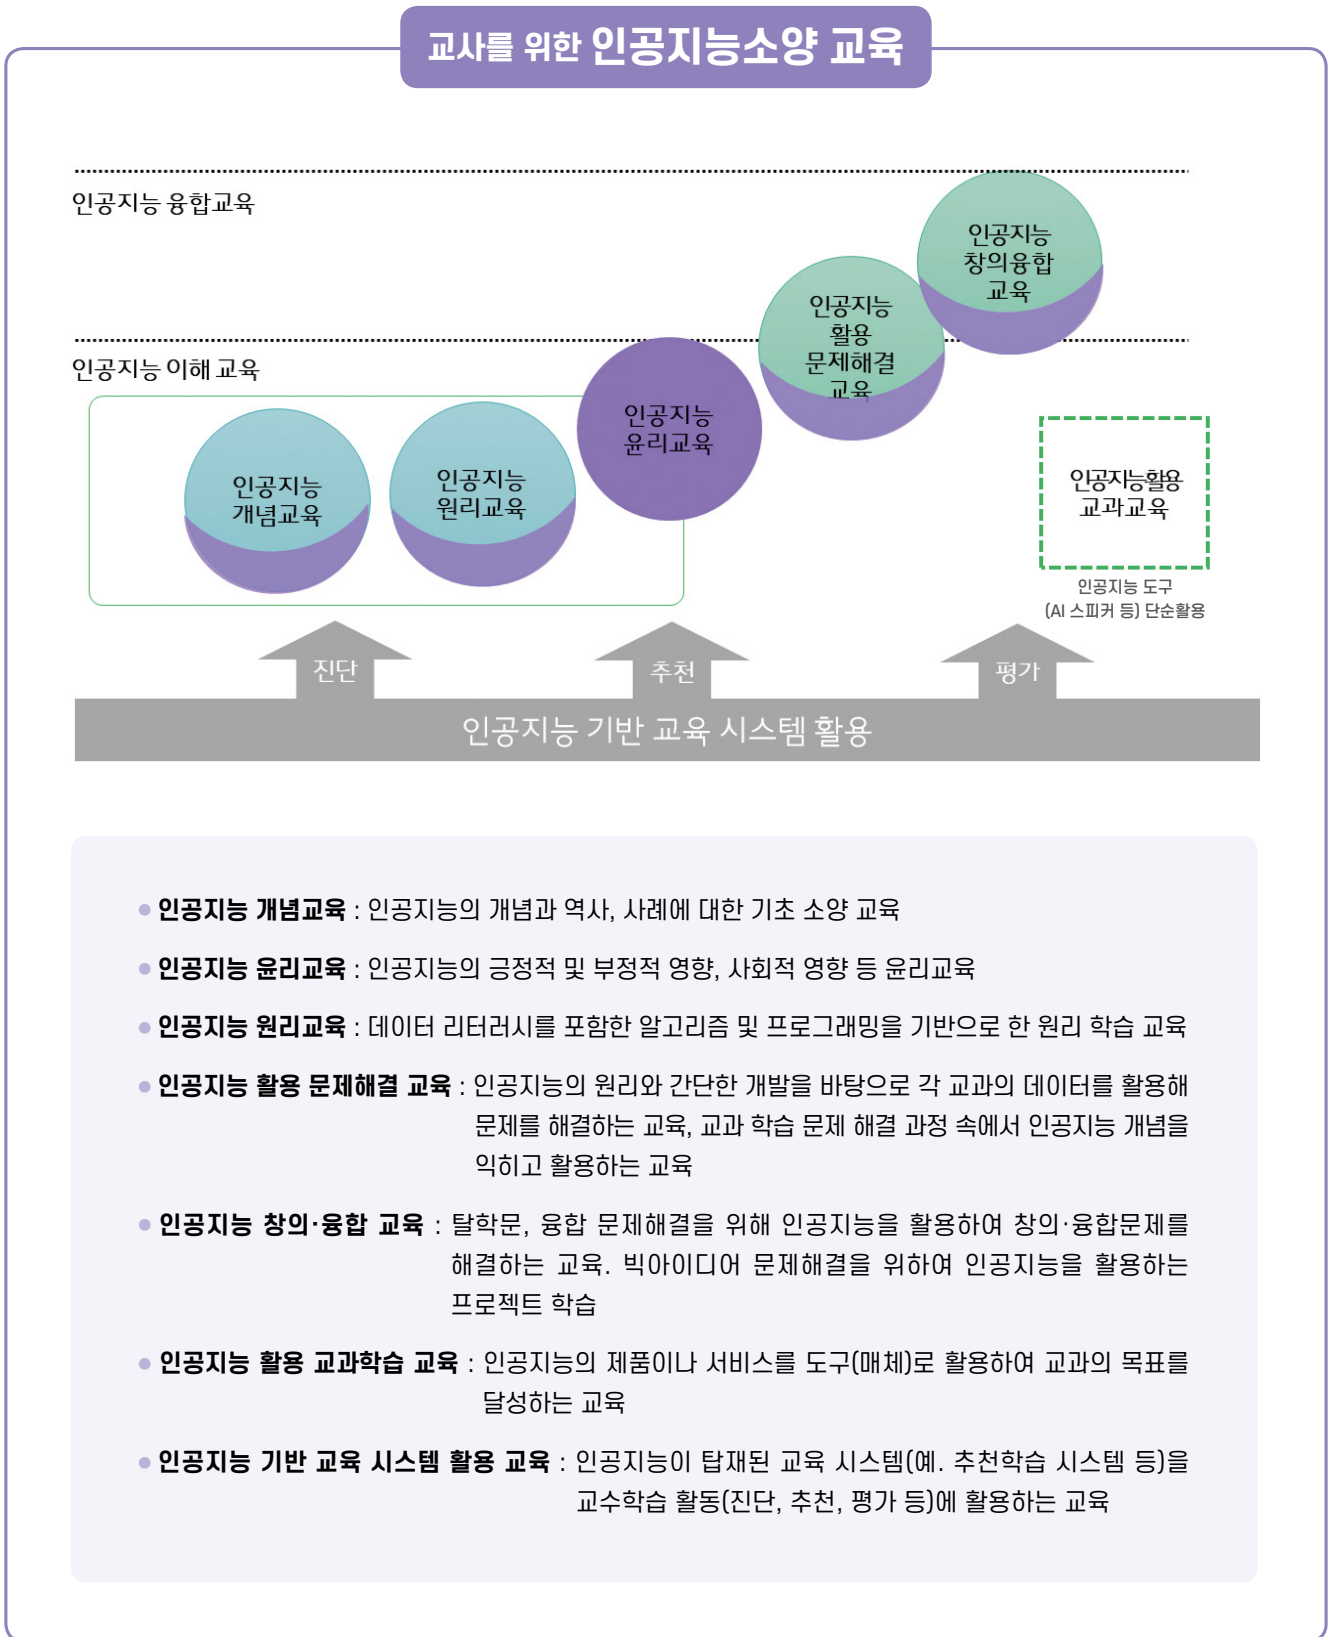 교사를 위한 인공지능소양 교육
인공지능 융합교육
인공지능
창의융합
교육
인공지능
활용
문제해결
교육
인공지능 이해 교육
인공지능
윤리교육
인공지능
원리교육
인공지능
개념교육
인공지능활용
교과교육
인공지능 도구
(AI 스피커 등) 단순활용
진단
추천
평가
인공지능 기반 교육 시스템 활용
인공지능 개념교육 : 인공지능의 개념과 역사, 사례에 대한 기초 소양 교육
인공지능 윤리교육 : 인공지능의 긍정적 및 부정적 영향, 사회적 영향 등 윤리교육
인공지능 원리교육 : 데이터 리터러시를 포함한 알고리즘 및 프로그래밍을 기반으로 한 원리 학습 교육
인공지능 활용 문제해결 교육 : 인공지능의 원리와 간단한 개발을 바탕으로 각 교과의 데이터를 활용해
문제를 해결하는 교육, 교과 학습 문제 해결 과정 속에서 인공지능 개념을
익히고 활용하는 교육
인공지능 창의·융합 교육 : 탈학문, 융합 문제해결을 위해 인공지능을 활용하여 창의·융합문제를
해결하는 교육. 빅아이디어 문제해결을 위하여 인공지능을 활용하는
프로젝트 학습
인공지능 활용 교과학습 교육 : 인공지능의 제품이나 서비스를 도구(매체)로 활용하여 교과의 목표를
달성하는 교육
인공지능 기반 교육 시스템 활용 교육 : 인공지능이 탑재된 교육 시스템(예. 추천학습 시스템 등)을
교수학습 활동(진단, 추천, 평가 등)에 활용하는 교육